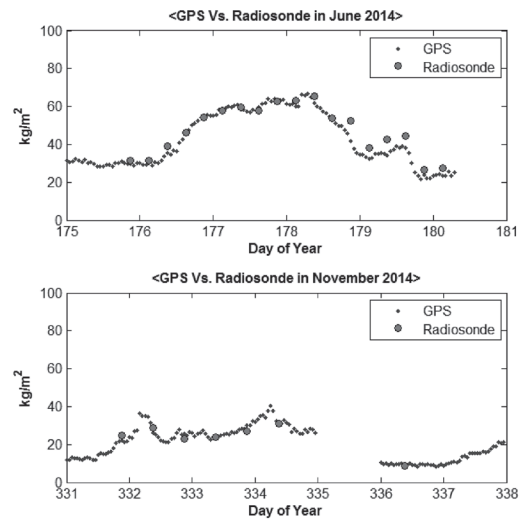 <GPS Vs. Radiosonde in June 2014>
100
80
60
40
20
0
kg/m²
GPS
Radiosonde
175
176
177
178
179
180
181
Day of Year
<GPS Vs. Radiosonde in November 2014>
100
80
60
40
20
0
kg/m²
GPS
Radiosonde
331
332
333
334
335
336
337
338
Day of Year